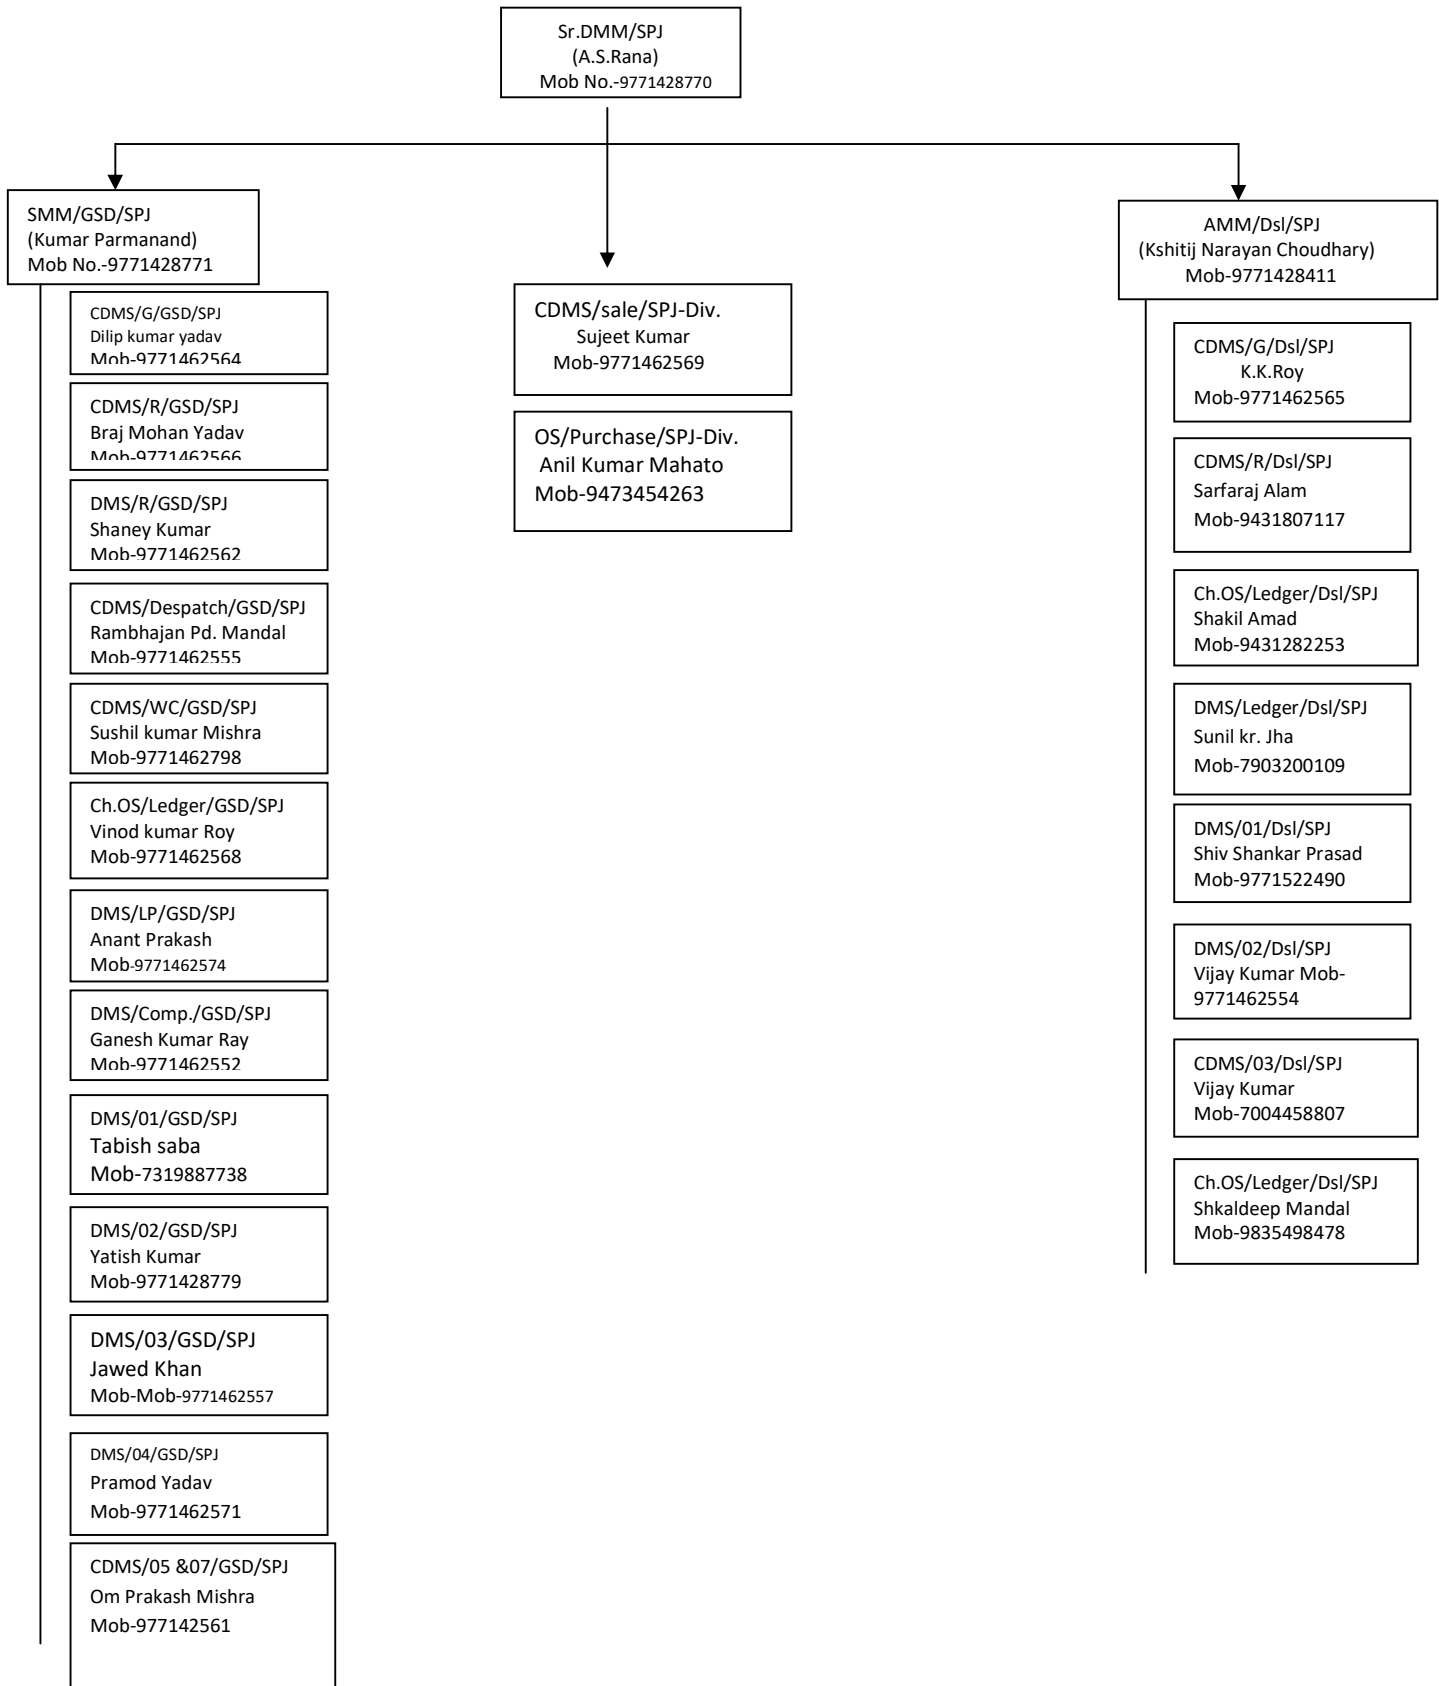 Sr.DMM/SPJ
(A.S.Rana)
Mob No.-9771428770
SMM/GSD/SPJ
(Kumar Parmanand)
Mob No.-9771428771
CDMS/G/GSD/SPJ
Dilip kumar yadav
Mob-9771462564
CDMS/R/GSD/SPJ
Braj Mohan Yadav
Mob-9771462566
DMS/R/GSD/SPJ
Shaney Kumar
Mob-9771462562
CDMS/Despatch/GSD/SPJ
Rambhajan Pd. Mandal
Mob-9771462555
CDMS/WC/GSD/SPJ
Sushil kumar Mishra
Mob-9771462798
Ch.OS/Ledger/GSD/SPJ
Vinod kumar Roy
Mob-9771462568
DMS/LP/GSD/SPJ
Anant Prakash
Mob-9771462574
DMS/Comp./GSD/SPJ
Ganesh Kumar Ray
Mob-9771462552
DMS/01/GSD/SPJ
Tabish saba
Mob-7319887738
DMS/02/GSD/SPJ
Yatish Kumar
Mob-9771428779
DMS/03/GSD/SPJ
Jawed Khan
Mob-Mob-9771462557
DMS/04/GSD/SPJ
Pramod Yadav
Mob-9771462571
CDMS/05 &07/GSD/SPJ
Om Prakash Mishra
Mob-977142561
CDMS/sale/SPJ-Div.
Sujeet Kumar
Mob-9771462569
OS/Purchase/SPJ-Div.
Anil Kumar Mahato
Mob-9473454263
AMM/Dsl/SPJ
(Kshitij Narayan Choudhary)
Mob-9771428411
CDMS/G/Dsl/SPJ
K.K.Roy
Mob-9771462565
CDMS/R/Dsl/SPJ
Sarfaraj Alam
Mob-9431807117
Ch.OS/Ledger/Dsl/SPJ
Shakil Amad
Mob-9431282253
DMS/Ledger/Dsl/SPJ
Sunil kr. Jha
Mob-7903200109
DMS/01/Dsl/SPJ
Shiv Shankar Prasad
Mob-9771522490
DMS/02/Dsl/SPJ
Vijay Kumar Mob-
9771462554
CDMS/03/Dsl/SPJ
Vijay Kumar
Mob-7004458807
Ch.OS/Ledger/Dsl/SPJ
Shkaldeep Mandal
Mob-9835498478